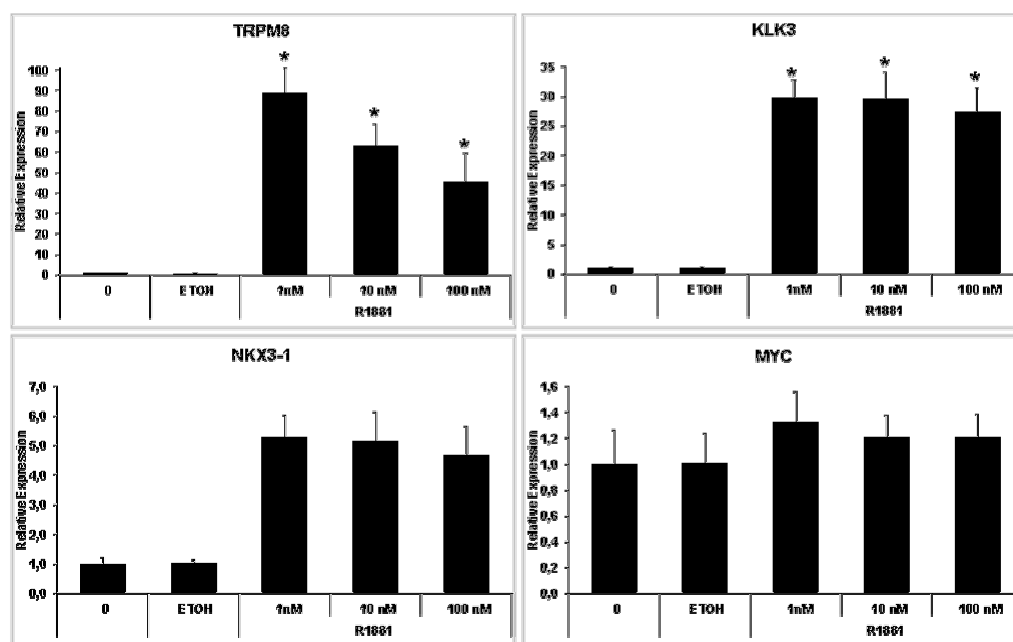 TRPM8
* * *
Relative Expression
100
90
80
70
60
50
40
30
20
10
0
0 ETOH 1nM 10 nM 100 nM
R1881
KLK3
* * *
Relative Expression
35
30
25
20
15
10
5
0
0 ETOH 1nM 10 nM 100 nM
R1881
NKX3-1
Relative Expression
7,0
6,0
5,0
4,0
3,0
2,0
1,0
0,0
0 ETOH 1nM 10 nM 100 nM
R1881
MYC
Relative Expression
1,6
1,4
1,2
1,0
0,8
0,6
0,4
0,2
0,0
0 ETOH 1nM 10 nM 100 nM
R1881